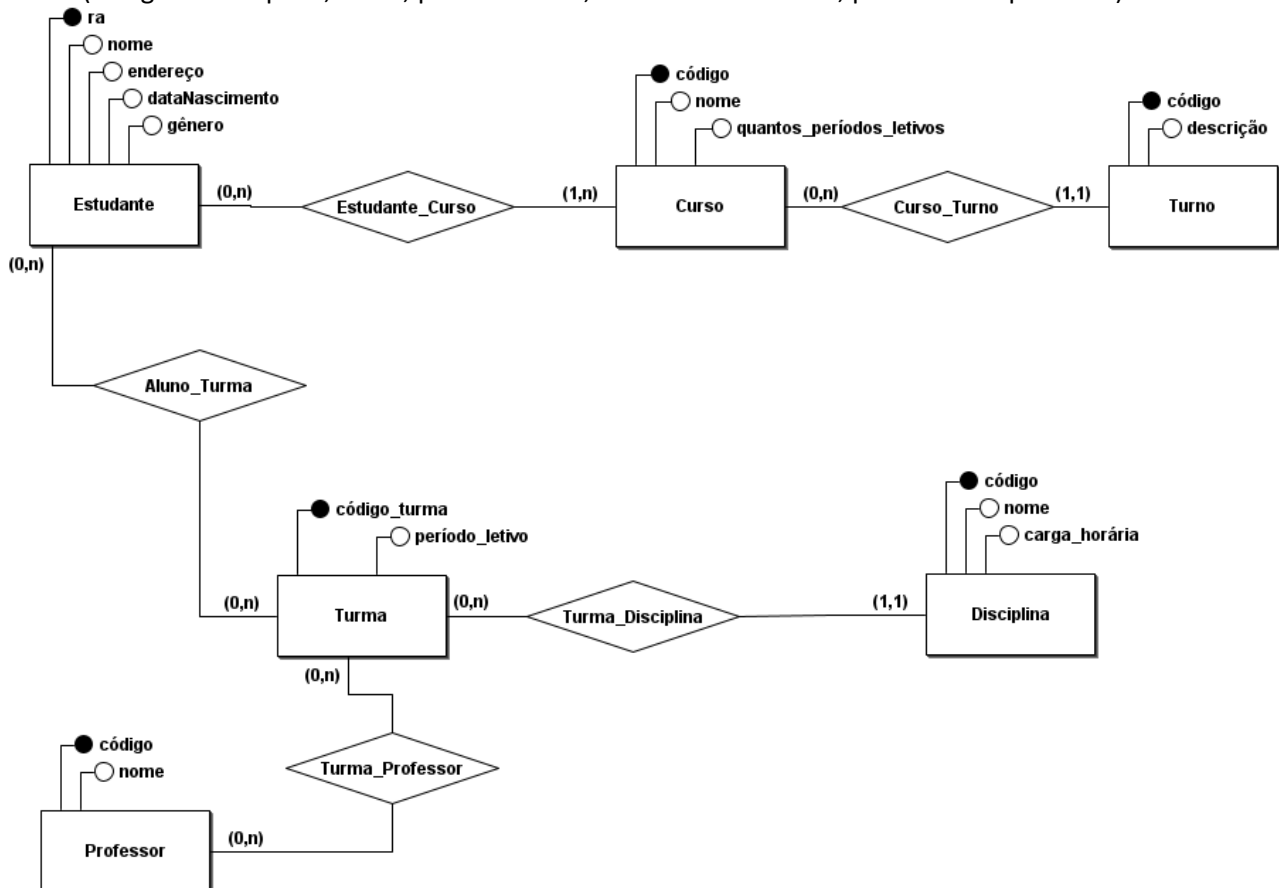 ra
nome
endereço
dataNascimento
gênero
código
nome
quantos_períodos_letivos
código
descrição
Estudante
(0,n)
Estudante_Curso
(1,n)
Curso
(0,n)
Curso_Turno
(1,1)
Turno
(0,n)
Aluno_Turma
código_turma
período_letivo
código
nome
carga_horária
(0,n)
Turma
(0,n)
Turma_Disciplina
(1,1)
Disciplina
(0,n)
código
nome
Turma_Professor
Professor
(0,n)